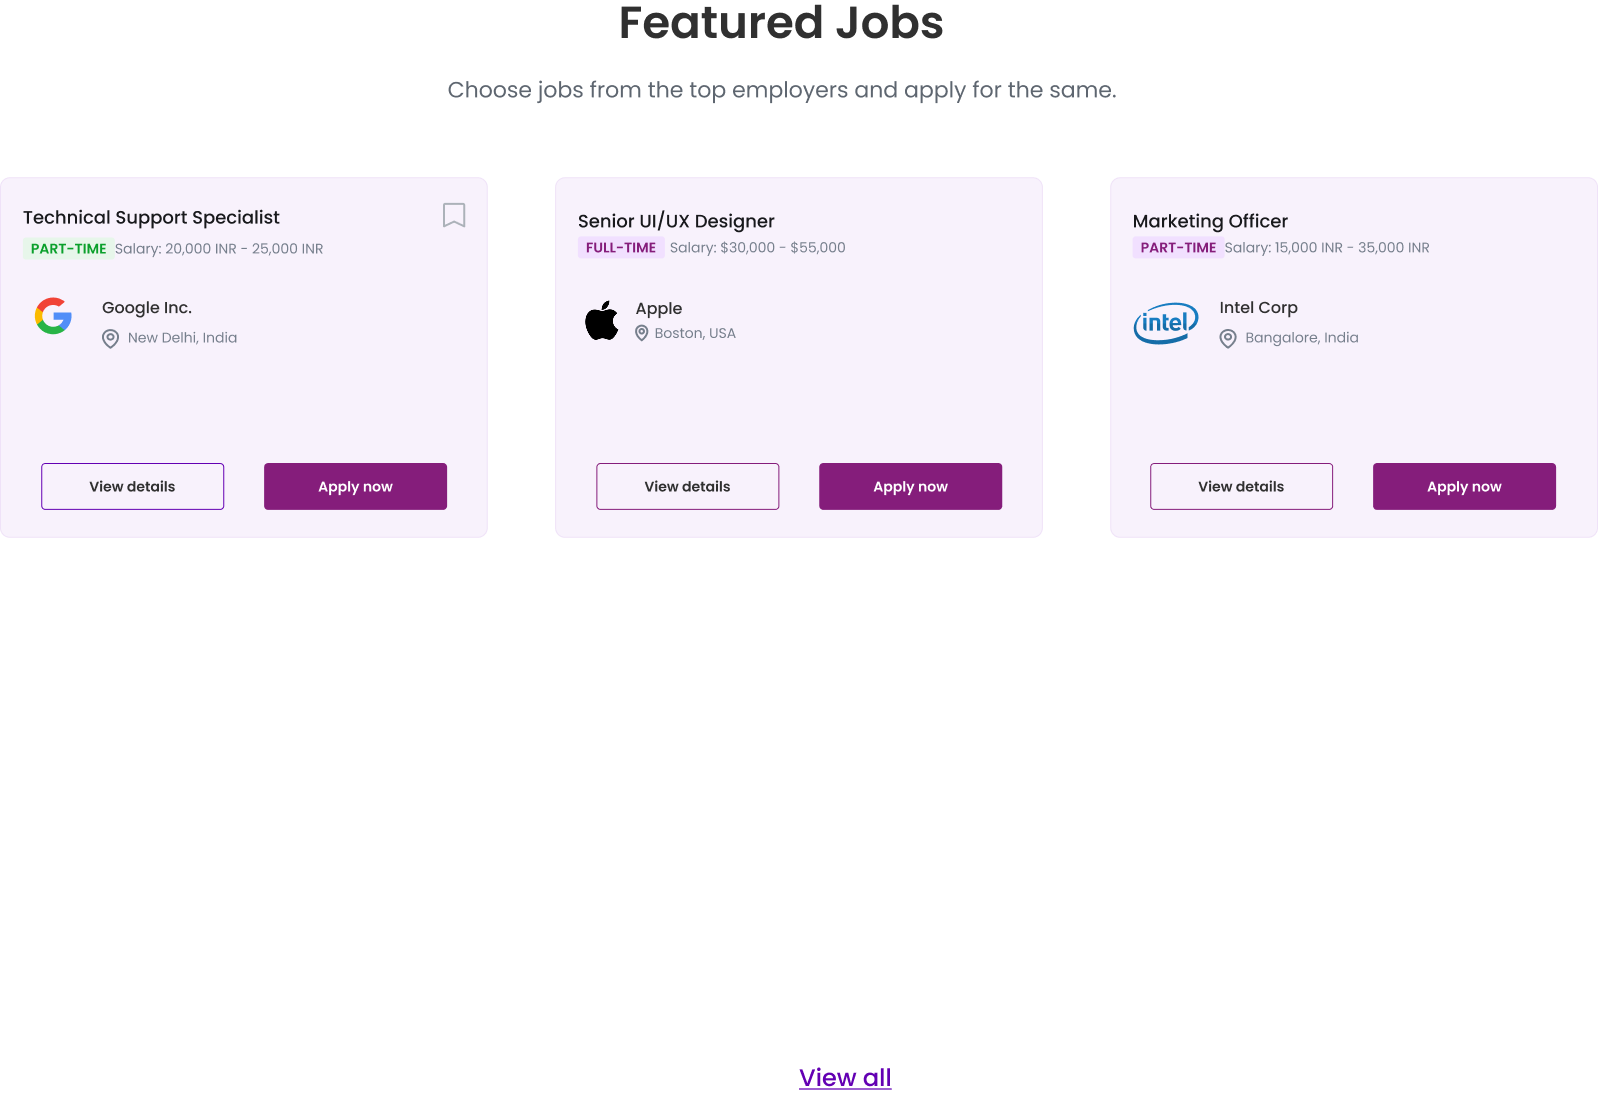 Featured Jobs
Choose jobs from the top employers and apply for the same.
Technical Support Specialist
PART-TIME Salary: 20,000 INR - 25,000 INR
Google Inc.
New Delhi, India
View details
Apply now
Senior UI/UX Designer
FULL-TIME Salary: $30,000 - $55,000
Apple
Boston, USA
View details
Apply now
Marketing Officer
PART-TIME Salary: 15,000 INR - 35,000 INR
intel
Intel Corp
Bangalore, India
View details
Apply now
View all